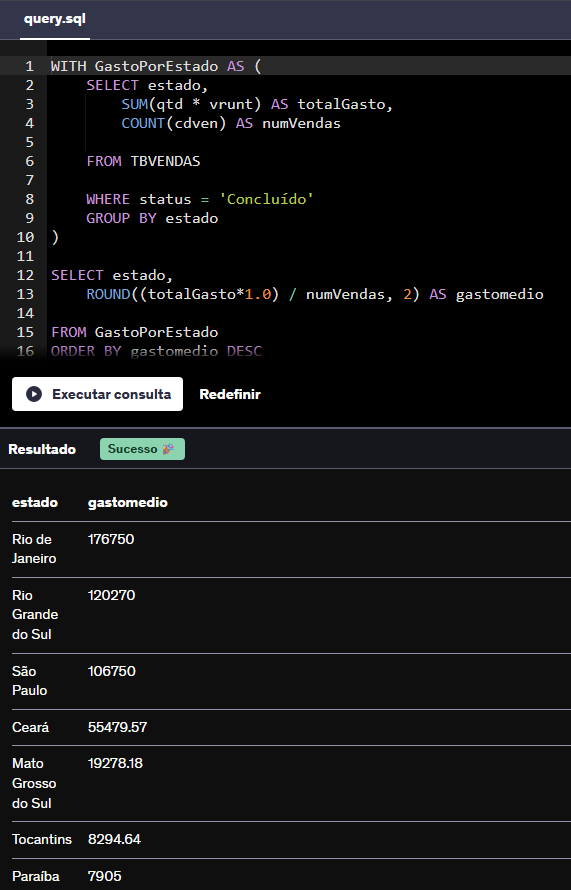 query.sql
1 WITH GastoPorEstado AS (
2     SELECT estado,
3         SUM(qtd * vrunt) AS totalGasto,
4         COUNT(cdven) AS numVendas
5
6     FROM TBVENDAS
7
8     WHERE status = 'Concluído'
9     GROUP BY estado
10 )
11
12 SELECT estado,
13     ROUND((totalGasto*1.0) / numVendas, 2) AS gastomedio
14
15 FROM GastoPorEstado
16 ORDER BY gastomedio DESC
Executar consulta Redefinir
Resultado Sucesso 🎉
estado gastomedio
Rio de 176750
Janeiro
Rio 120270
Grande
do Sul
São 106750
Paulo
Ceará 55479.57
Mato 19278.18
Grosso
do Sul
Tocantins 8294.64
Paraíba 7905